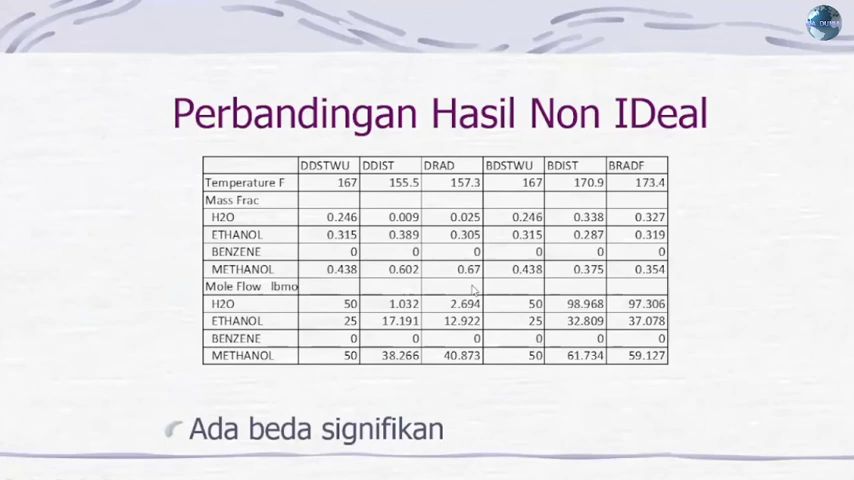 Perbandingan Hasil Non IDeal
DDSTWU DDIST DRAD BDSTWU BDIST BRADF
Temperature F 167 155.5 157.3 167 170.9 173.4
Mass Frac
H2O 0.246 0.009 0.025 0.246 0.338 0.327
ETHANOL 0.315 0.389 0.305 0.315 0.287 0.319
BENZENE 0 0 0 0 0 0
METHANOL 0.438 0.602 0.67 0.438 0.375 0.354
Mole Flow lbmo
H2O 50 1.032 2.694 50 98.968 97.306
ETHANOL 25 17.191 12.922 25 32.809 37.078
BENZENE 0 0 0 0 0 0
METHANOL 50 38.266 40.873 50 61.734 59.127
Ada beda signifikan